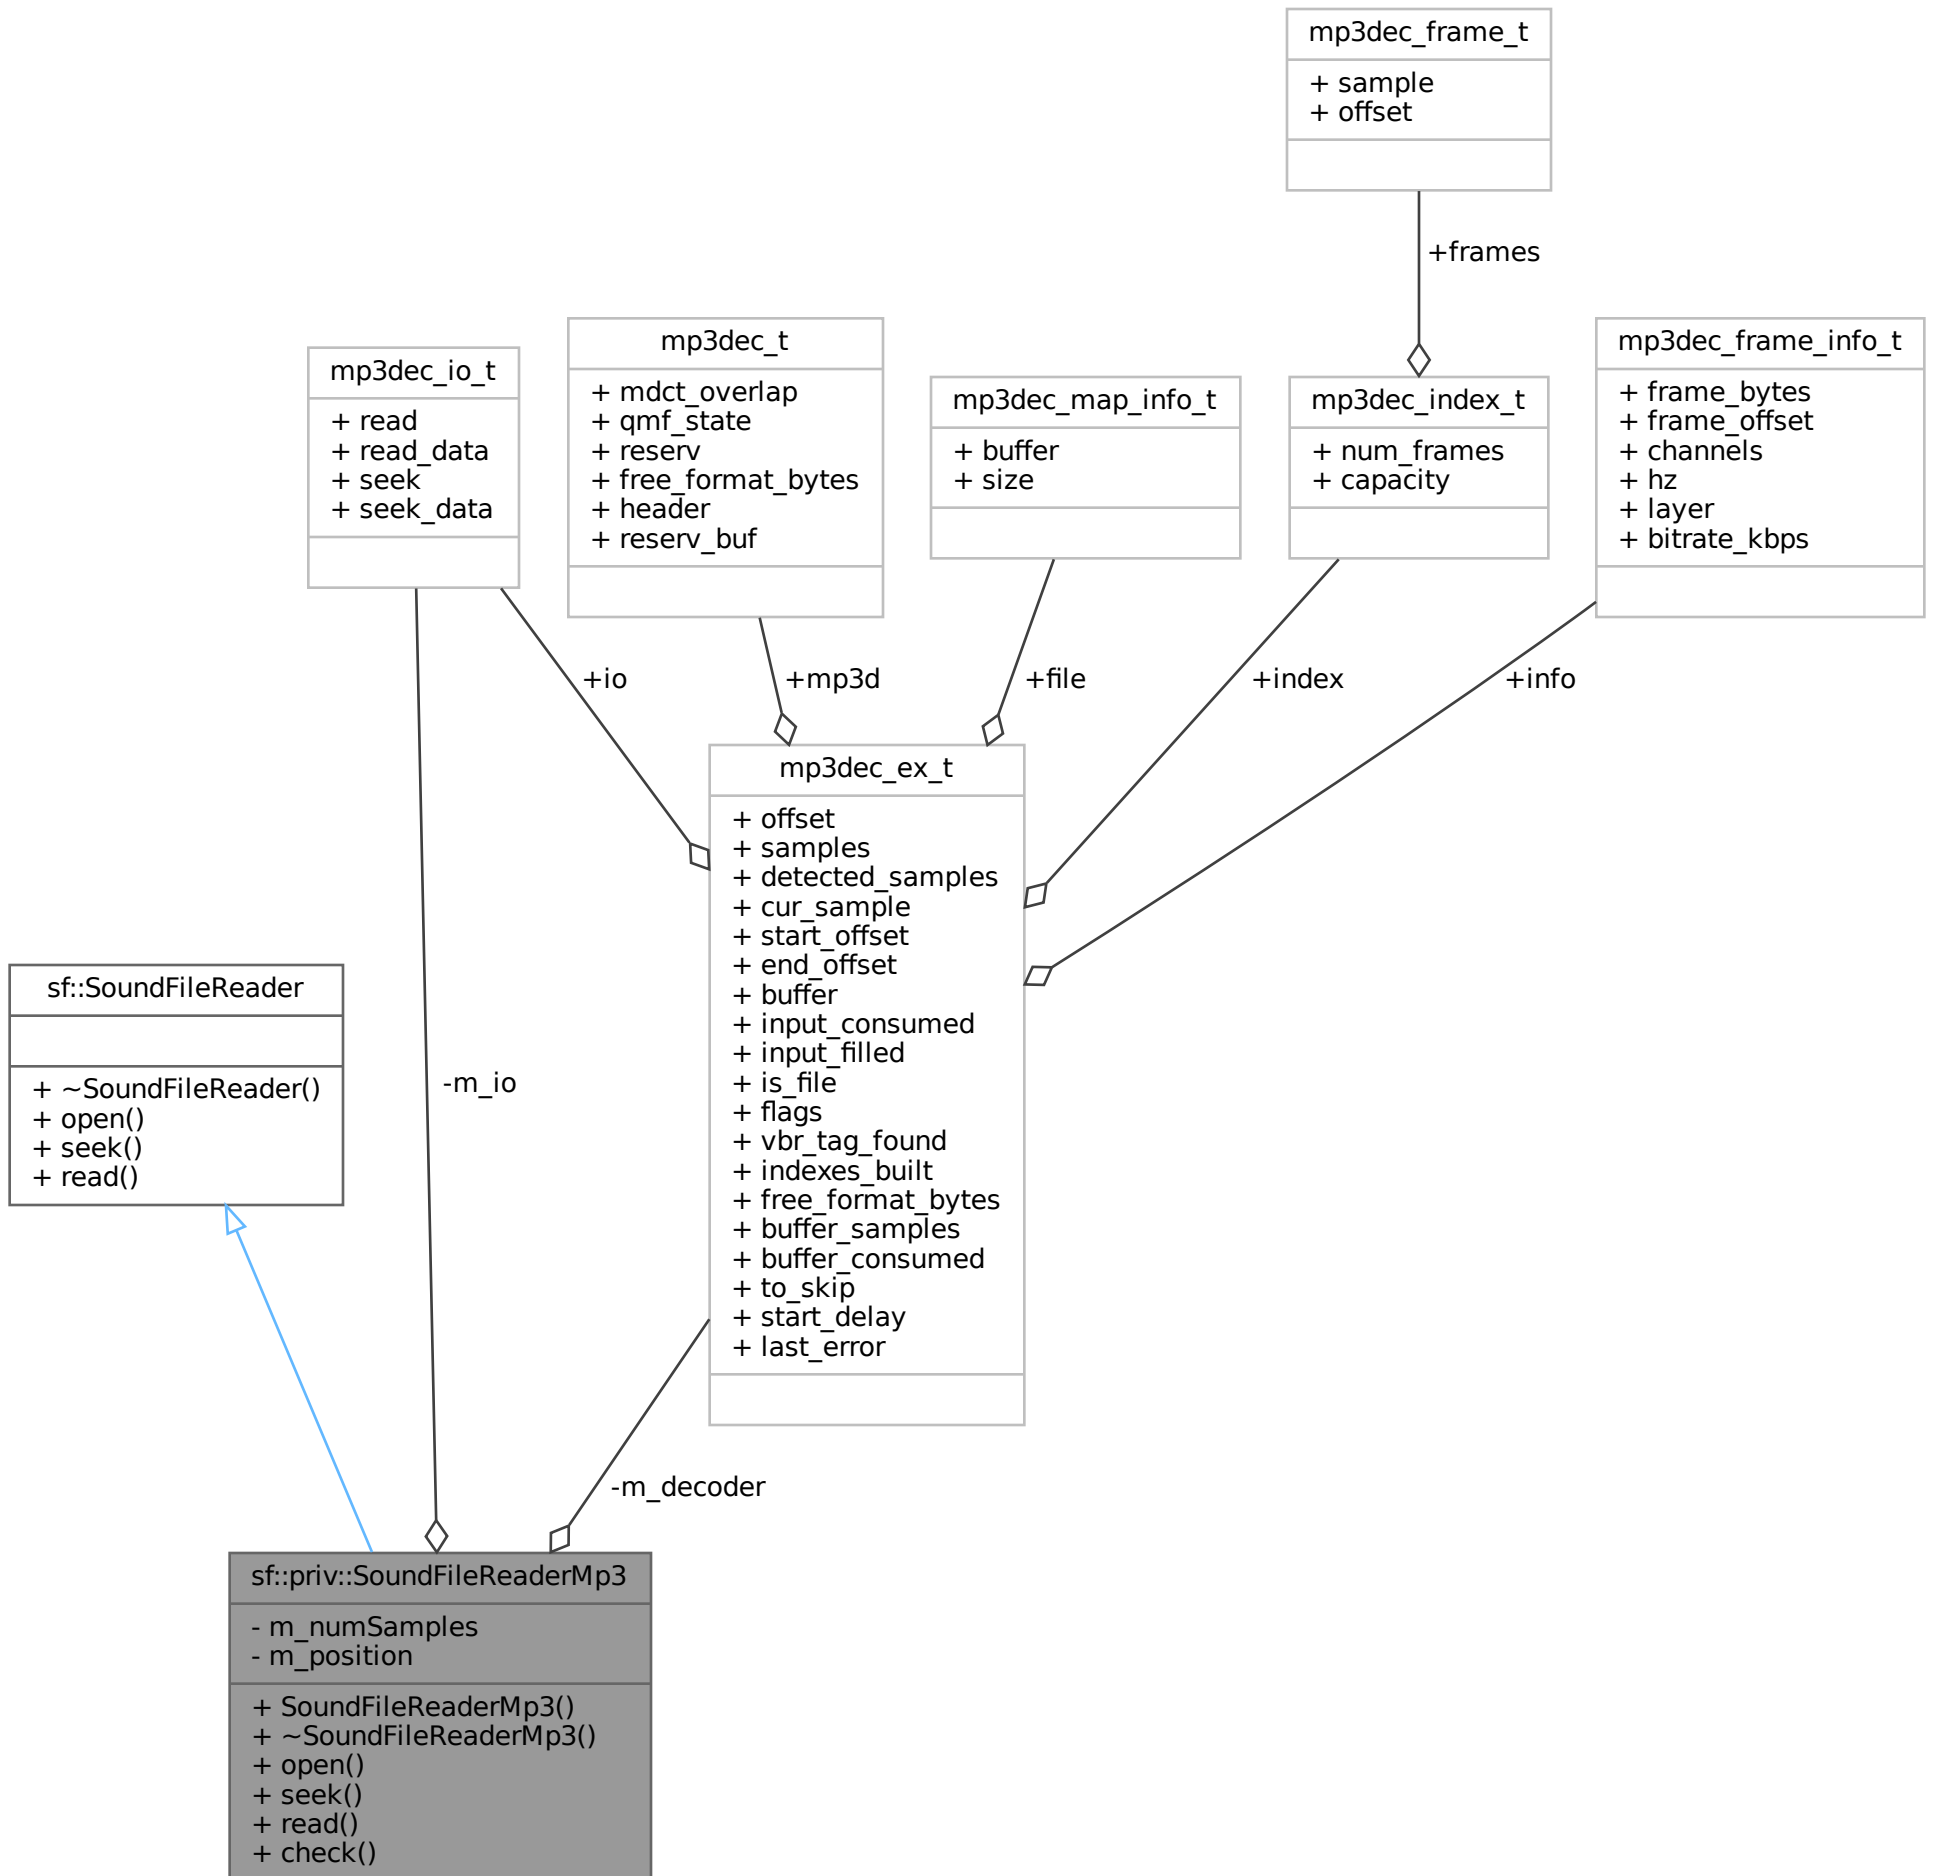 mp3dec_frame_t
+ sample
+ offset
+frames
mp3dec_io_t
+ read
+ read_data
+ seek
+ seek_data
mp3dec_t
+ mdct_overlap
+ qmf_state
+ reserv
+ free_format_bytes
+ header
+ reserv_buf
mp3dec_map_info_t
+ buffer
+ size
mp3dec_index_t
+ num_frames
+ capacity
mp3dec_frame_info_t
+ frame_bytes
+ frame_offset
+ channels
+ hz
+ layer
+ bitrate_kbps
+io
+mp3d
+file
+index
+info
mp3dec_ex_t
+ offset
+ samples
+ detected_samples
+ cur_sample
+ start_offset
+ end_offset
+ buffer
+ input_consumed
+ input_filled
+ is_file
+ flags
+ vbr_tag_found
+ indexes_built
+ free_format_bytes
+ buffer_samples
+ buffer_consumed
+ to_skip
+ start_delay
+ last_error
sf::SoundFileReader
+ ~SoundFileReader()
+ open()
+ seek()
+ read()
-m_io
-m_decoder
sf::priv::SoundFileReaderMp3
- m_numSamples
- m_position
+ SoundFileReaderMp3()
+ ~SoundFileReaderMp3()
+ open()
+ seek()
+ read()
+ check()